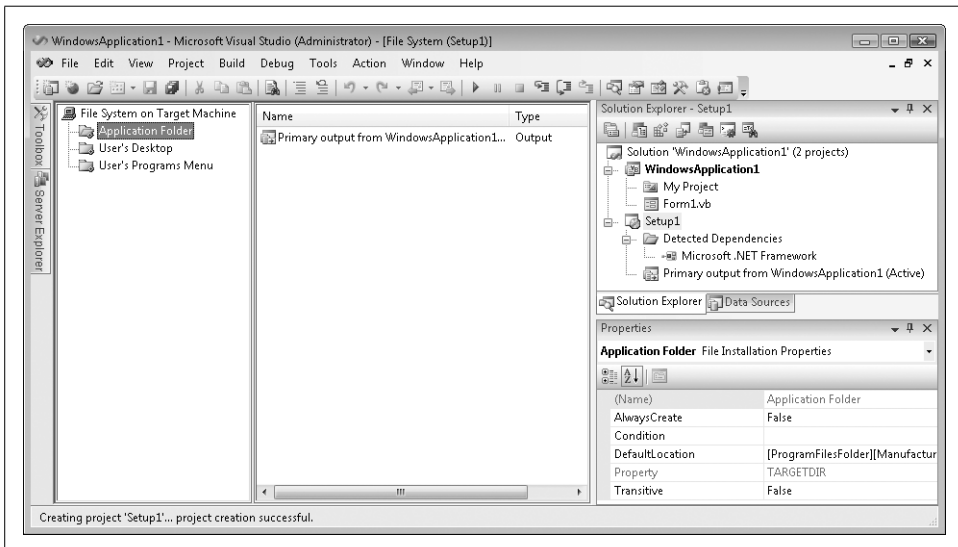 WindowsApplication1 - Microsoft Visual Studio (Administrator) - [File System (Setup1)]
File Edit View Project Build Debug Tools Action Window Help
Toolbox
Server Explorer
File System on Target Machine
Application Folder
User's Desktop
User's Programs Menu
Name Type
Primary output from WindowsApplication1... Output
Solution Explorer - Setup1
Solution 'WindowsApplication1' (2 projects)
WindowsApplication1
My Project
Form1.vb
Setup1
Detected Dependencies
Microsoft .NET Framework
Primary output from WindowsApplication1 (Active)
Solution Explorer Data Sources
Properties
Application Folder File Installation Properties
(Name) Application Folder
AlwaysCreate False
Condition
DefaultLocation [ProgramFilesFolder][Manufactur
Property TARGETDIR
Transitive False
Creating project 'Setup1'... project creation successful.